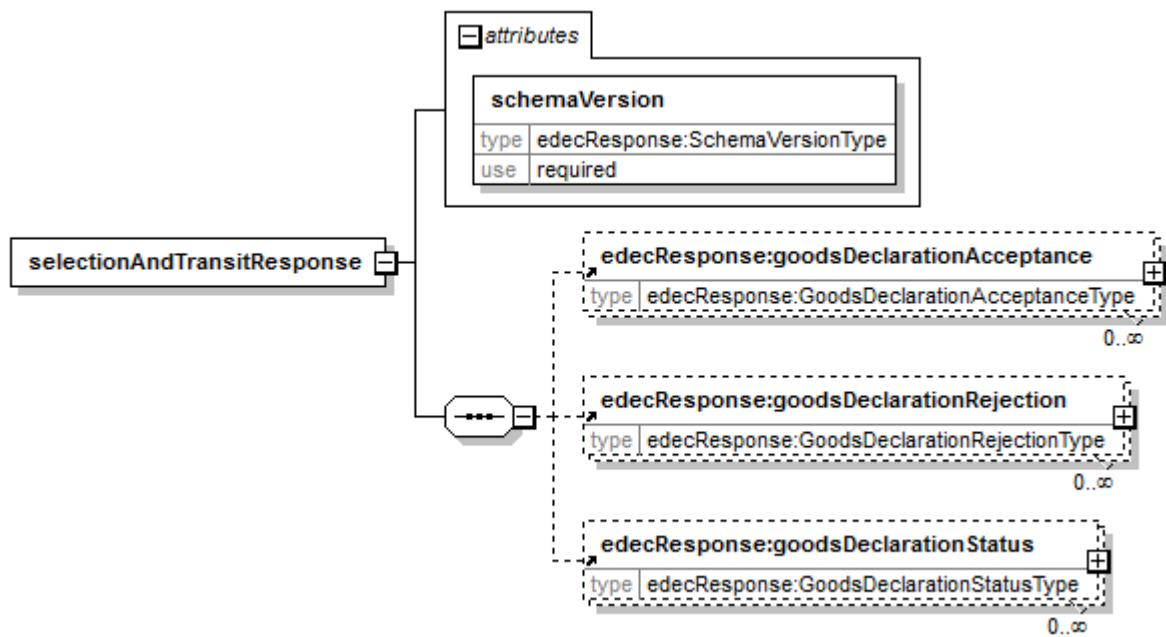 attributes
schemaVersion
type edecResponse:SchemaVersionType
use required
selectionAndTransitResponse
edecResponse:goodsDeclarationAcceptance
type edecResponse:GoodsDeclarationAcceptanceType
0..∞
edecResponse:goodsDeclarationRejection
type edecResponse:GoodsDeclarationRejectionType
0..∞
edecResponse:goodsDeclarationStatus
type edecResponse:GoodsDeclarationStatusType
0..∞